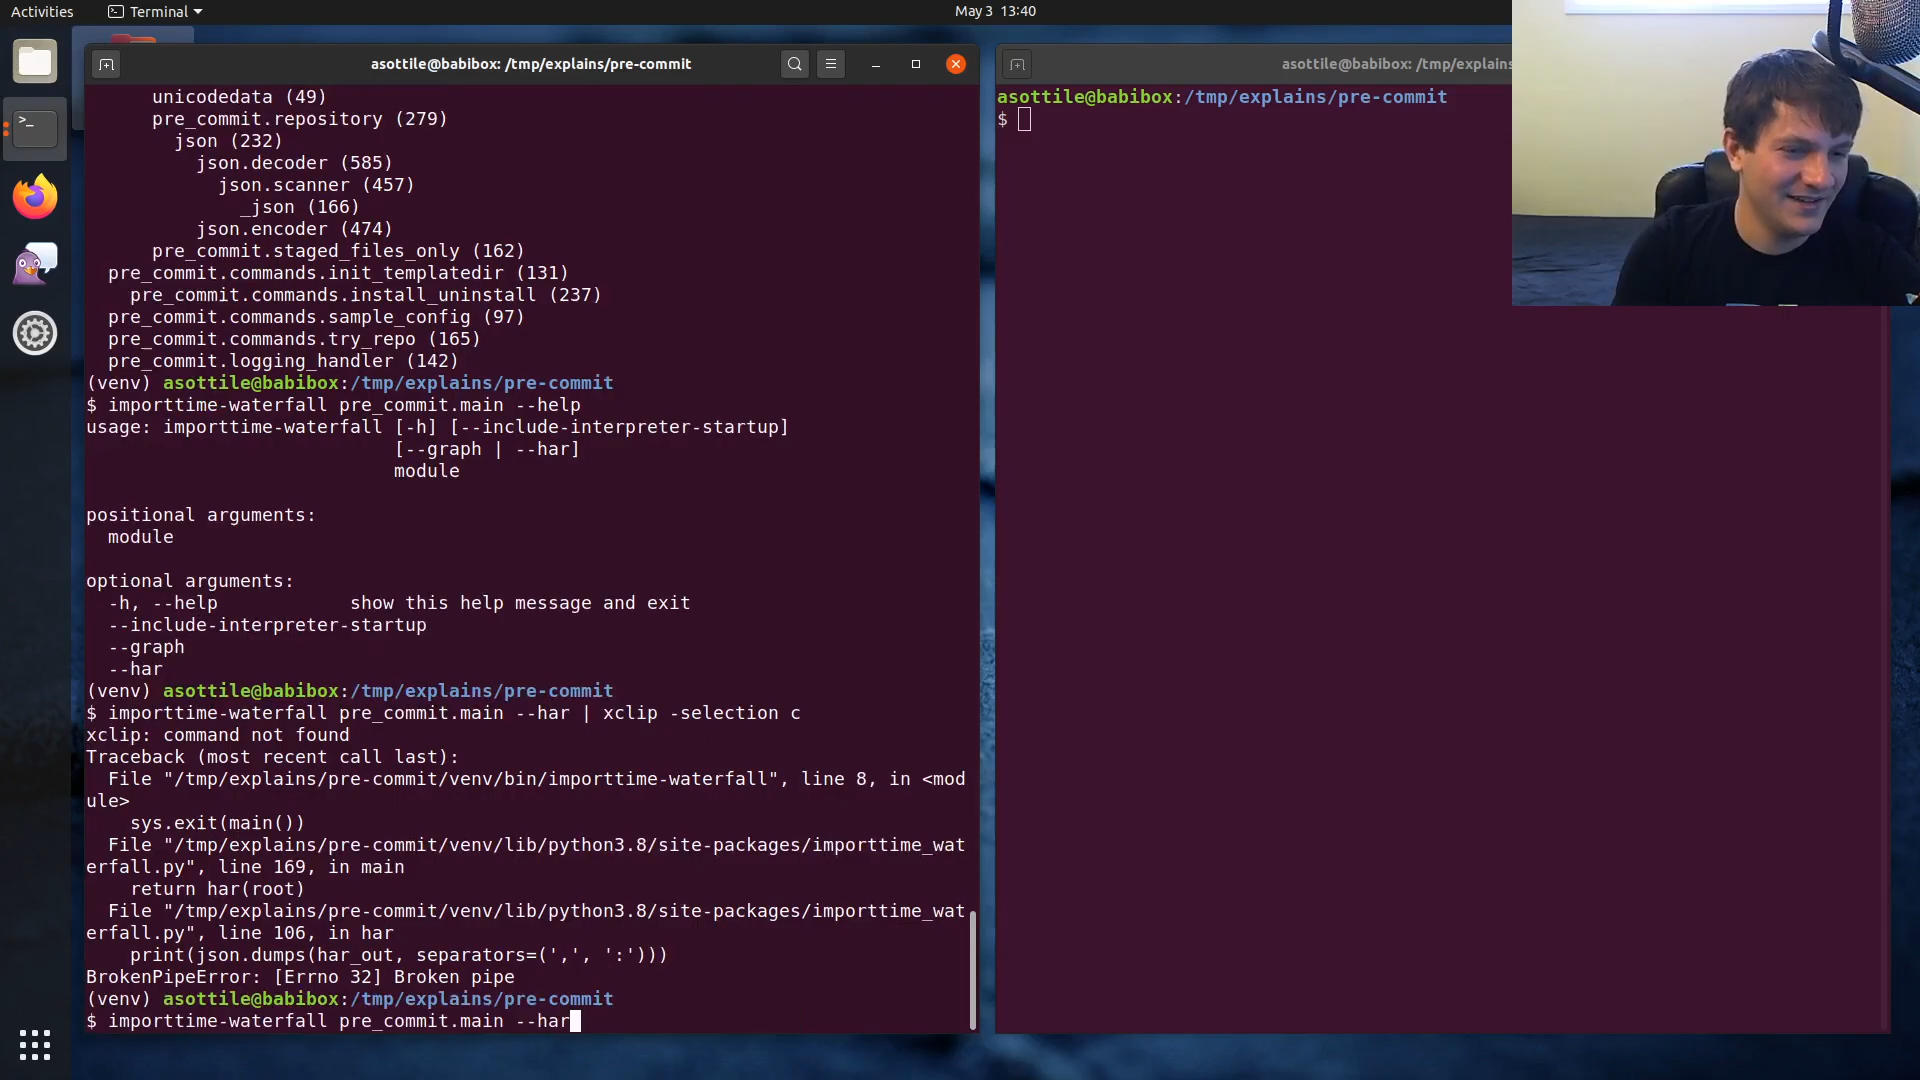 Activities
Terminal
May 3 13:40
asottile@babibox: /tmp/explains/pre-commit
unicodedata (49)
pre_commit.repository (279)
json (232)
json.decoder (585)
json.scanner (457)
_json (166)
json.encoder (474)
pre_commit.staged_files_only (162)
pre_commit.commands.init_templatedir (131)
pre_commit.commands.install_uninstall (237)
pre_commit.commands.sample_config (97)
pre_commit.commands.try_repo (165)
pre_commit.logging_handler (142)
(venv) asottile@babibox:/tmp/explains/pre-commit
$ importtime-waterfall pre_commit.main --help
usage: importtime-waterfall [-h] [--include-interpreter-startup]
[--graph | --har]
module
positional arguments:
module
optional arguments:
-h, --help show this help message and exit
--include-interpreter-startup
--graph
--har
(venv) asottile@babibox:/tmp/explains/pre-commit
$ importtime-waterfall pre_commit.main --har | xclip -selection c
xclip: command not found
Traceback (most recent call last):
File "/tmp/explains/pre-commit/venv/bin/importtime-waterfall", line 8, in <mod
ule>
sys.exit(main())
File "/tmp/explains/pre-commit/venv/lib/python3.8/site-packages/importtime_wat
erfall.py", line 169, in main
return har(root)
File "/tmp/explains/pre-commit/venv/lib/python3.8/site-packages/importtime_wat
erfall.py", line 106, in har
print(json.dumps(har_out, separators=(',', ':')))
BrokenPipeError: [Errno 32] Broken pipe
(venv) asottile@babibox:/tmp/explains/pre-commit
$ importtime-waterfall pre_commit.main --har
asottile@babibox: /tmp/explains
asottile@babibox:/tmp/explains/pre-commit
$